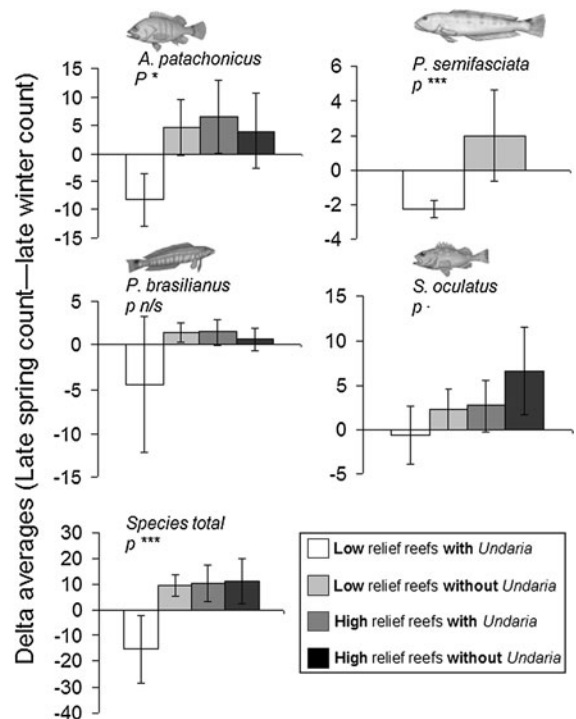 Delta averages (Late spring count—late winter count)
A. patachonicus
P *
10
5
0
-5
-10
-15
P. semifasciata
p ***
6
4
2
0
-2
-4
P. brasilianus
p n/s
5
0
-5
-10
-15
S. oculatus
p ·
15
10
5
0
-5
Species total
p ***
30
20
10
0
-10
-20
-30
-40
Low relief reefs with Undaria
Low relief reefs without Undaria
High relief reefs with Undaria
High relief reefs without Undaria